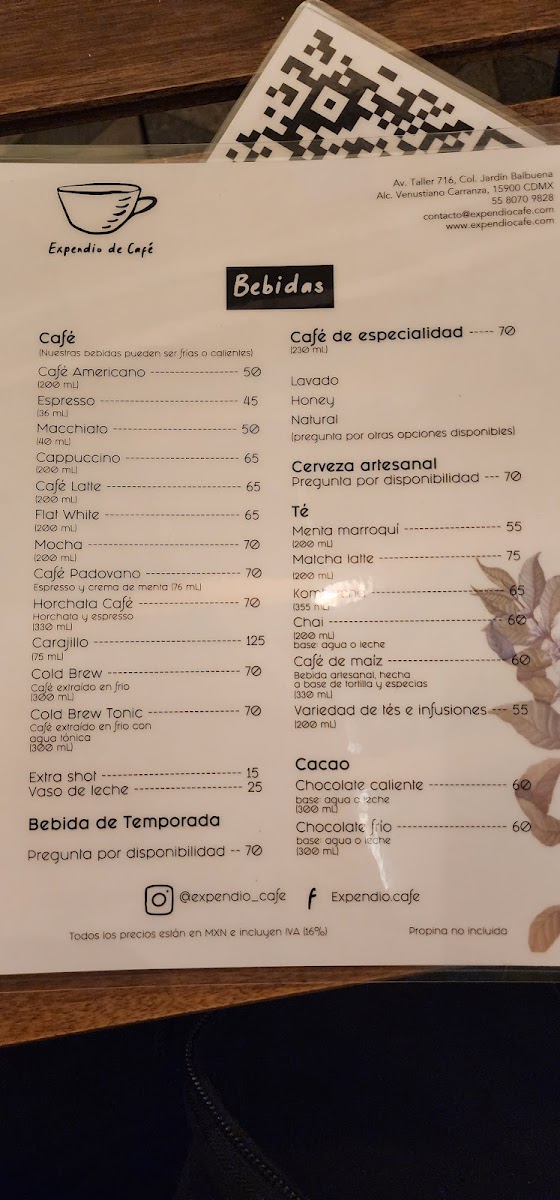 Expendio de Café
Av. Taller 716, Col. Jardín Balbuena
Alc. Venustiano Carranza, 15900 CDMX
55 8070 9828
contacto@expendiocafe.com
www.expendiocafe.com
Bebidas
Café
(Nuestras bebidas pueden ser frías o calientes)
Café Americano ---------------- 50
(200 mL)
Espresso ---------------- 45
(36 mL)
Macchiato ---------------- 50
(40 mL)
Cappuccino ---------------- 65
(200 mL)
Café Latte ---------------- 65
(200 mL)
Flat White ---------------- 65
(200 mL)
Mocha ---------------- 70
(200 mL)
Café Padovano ---------------- 70
Espresso y crema de menta (76 mL)
Horchata Café ---------------- 70
Horchata y espresso
(330 mL)
Carajillo ---------------- 125
(75 mL)
Cold Brew ---------------- 70
Café extraído en frío
(300 mL)
Cold Brew Tonic ---------------- 70
Café extraído en frío con
agua tónica
(300 mL)
Extra shot ---------------- 15
Vaso de leche ---------------- 25
Bebida de Temporada
Pregunta por disponibilidad -- 70
Café de especialidad ----- 70
(230 mL)
Lavado
Honey
Natural
(pregunta por otras opciones disponibles)
Cerveza artesanal
Pregunta por disponibilidad --- 70
Té
Menta marroquí ---------------- 55
(200 mL)
Matcha latte ---------------- 75
(200 mL)
---------------- 65
(355 mL)
Chai ---------------- 60
(200 mL)
base: agua o leche
Café de maíz ---------------- 60
Bebida artesanal, hecha
a base de tortilla y especias
(330 mL)
Variedad de tés e infusiones --- 55
(200 mL)
Cacao
Chocolate caliente ---------------- 60
base: agua o leche
(300 mL)
Chocolate frío ---------------- 60
base: agua o leche
(300 mL)
@expendio_cafe
f Expendio.cafe
Todos los precios están en MXN e incluyen IVA (16%)
Propina no incluida